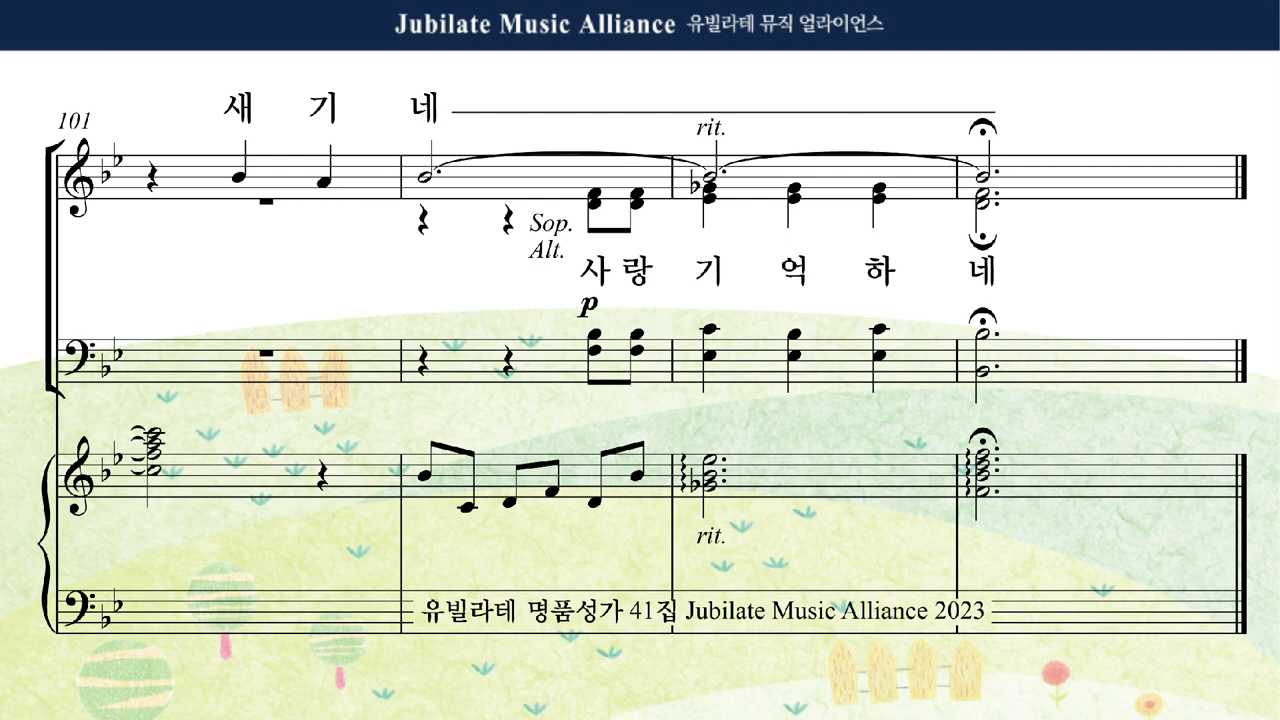 Jubilate Music Alliance 유빌라테 뮤직 얼라이언스
새 기 네
101
rit.
Sop.
Alt.
사 랑 기 억 하 네
p
rit.
유빌라테 명품성가 41집 Jubilate Music Alliance 2023